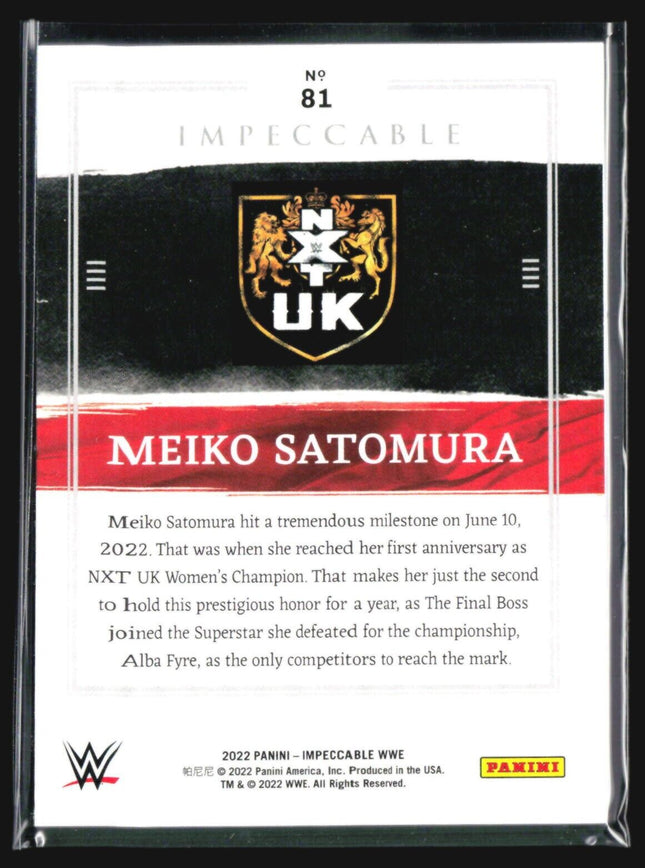 Nº
81
IMPECCABLE
NXT
UK
MEIKO SATOMURA
Meiko Satomura hit a tremendous milestone on June 10,
2022. That was when she reached her first anniversary as
NXT UK Women's Champion. That makes her just the second
to hold this prestigious honor for a year, as The Final Boss
joined the Superstar she defeated for the championship,
Alba Fyre, as the only competitors to reach the mark.
2022 PANINI – IMPECCABLE WWE
帕尼尼 © 2022 Panini America, Inc. Produced in the USA.
TM & © 2022 WWE. All Rights Reserved.
W
PANINI